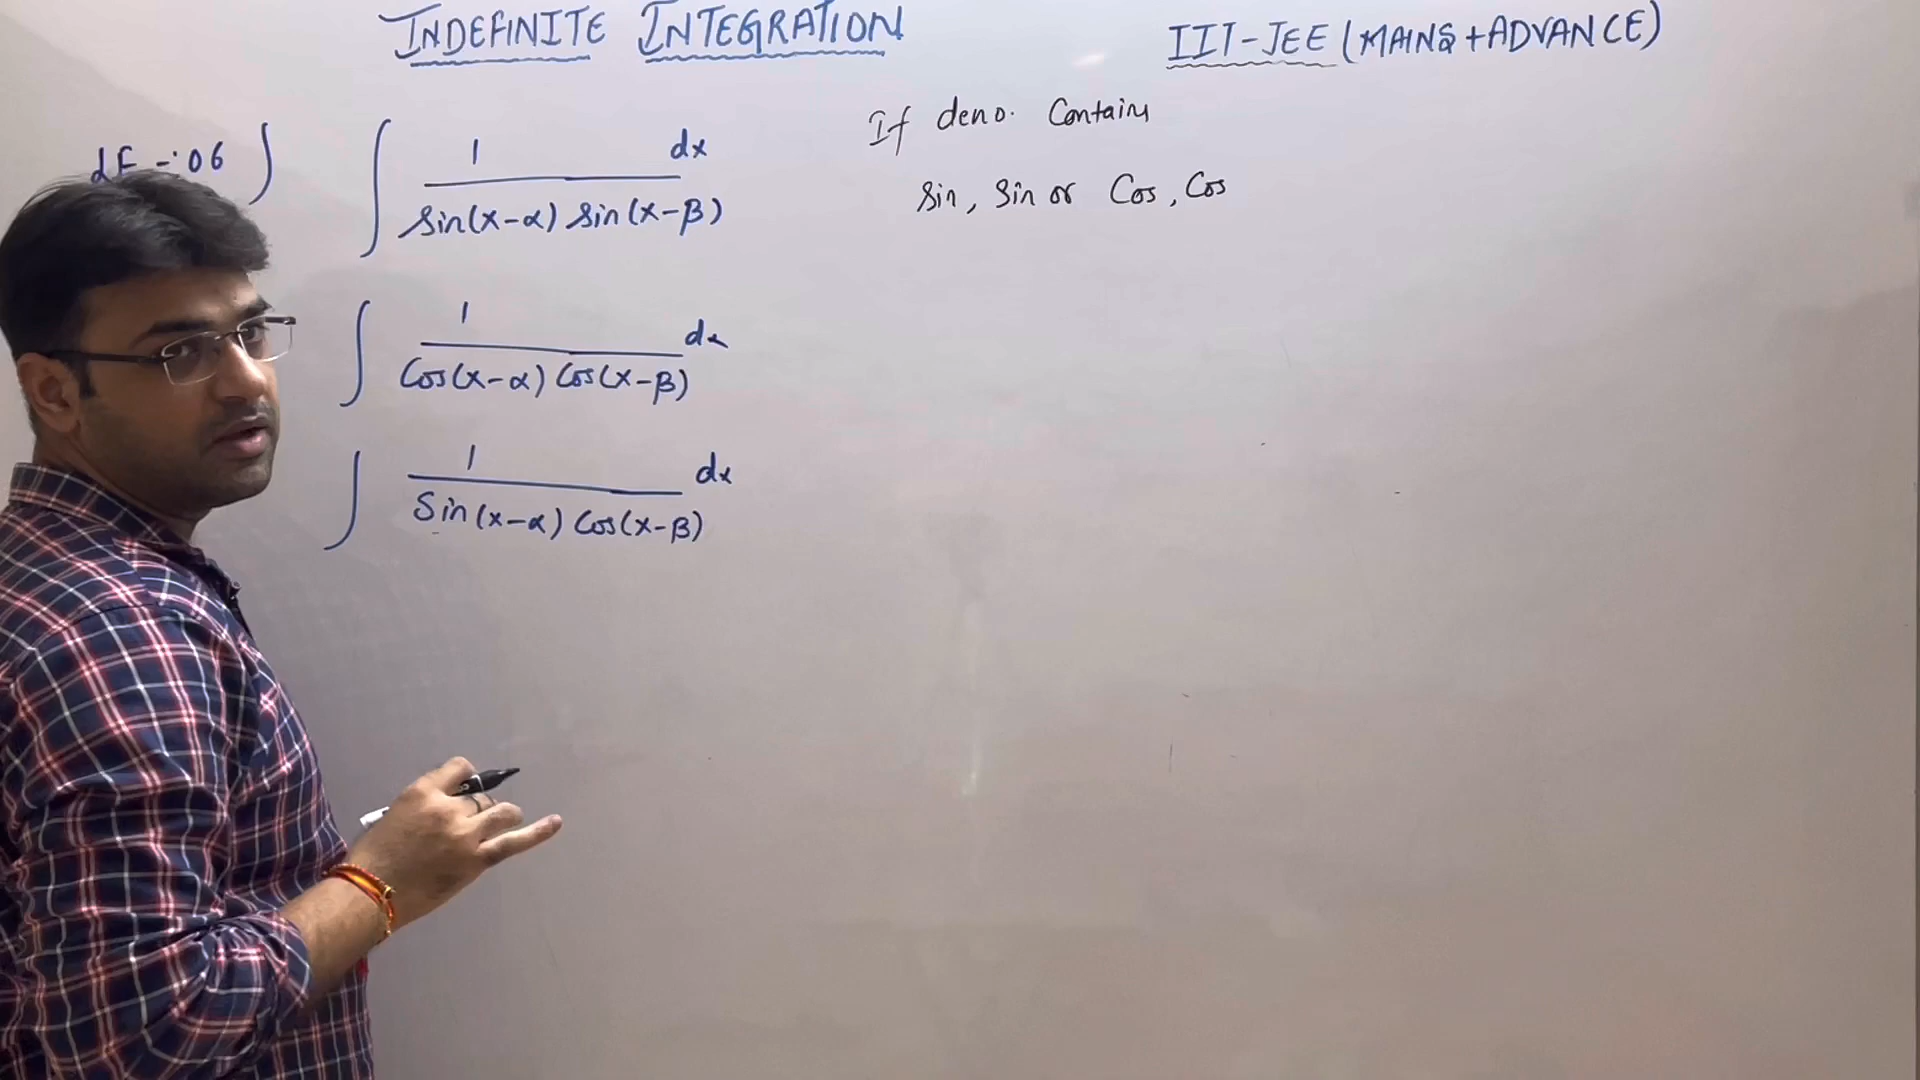 INDEFINITE INTEGRATION
IIT-JEE (MAINS + ADVANCE)
-:06)
∫ 1/(sin(x-α) sin(x-β)) dx
∫ 1/(Cos(x-α) Cos(x-β)) dx
∫ 1/(Sin(x-α) Cos(x-β)) dx
If deno. Contains
sin, sin or Cos, Cos